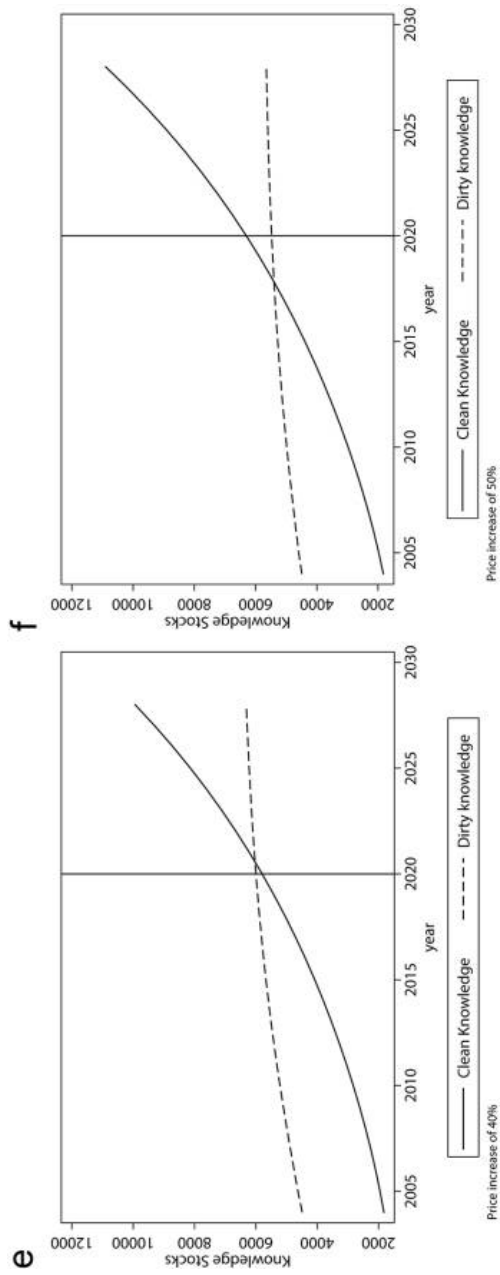 e
12000
10000
8000
6000
4000
2000
Knowledge Stocks
2005
2010
2015
2020
2025
2030
year
Clean Knowledge
Dirty knowledge
Price increase of 40%
f
12000
10000
8000
6000
4000
2000
Knowledge Stocks
2005
2010
2015
2020
2025
2030
year
Clean Knowledge
Dirty knowledge
Price increase of 50%